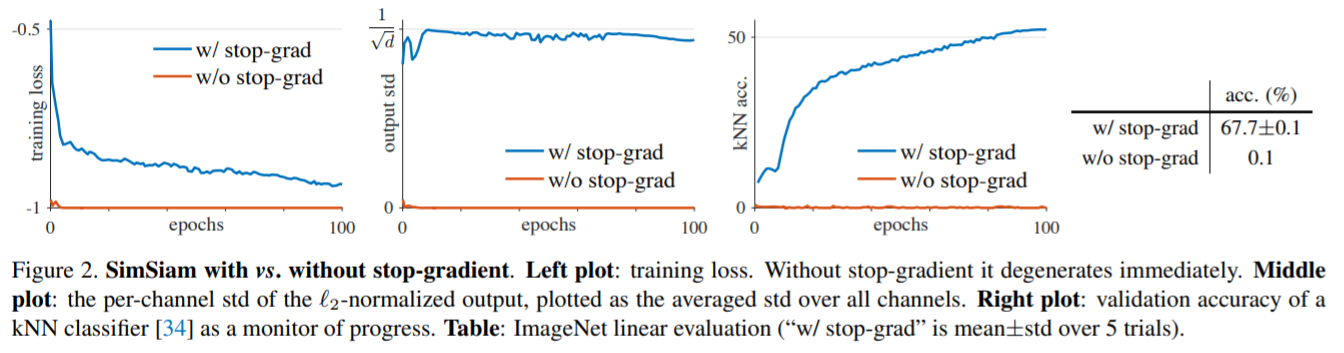 -0.5
training loss
-1
w/ stop-grad
w/o stop-grad
0
epochs
100
1
√d
output std
0
w/ stop-grad
w/o stop-grad
0
epochs
100
50
kNN acc.
0
w/ stop-grad
w/o stop-grad
0
epochs
100
acc. (%)
w/ stop-grad 67.7±0.1
w/o stop-grad 0.1
Figure 2. SimSiam with vs. without stop-gradient. Left plot: training loss. Without stop-gradient it degenerates immediately. Middle
plot: the per-channel std of the ℓ2-normalized output, plotted as the averaged std over all channels. Right plot: validation accuracy of a
kNN classifier [34] as a monitor of progress. Table: ImageNet linear evaluation (“w/ stop-grad” is mean±std over 5 trials).